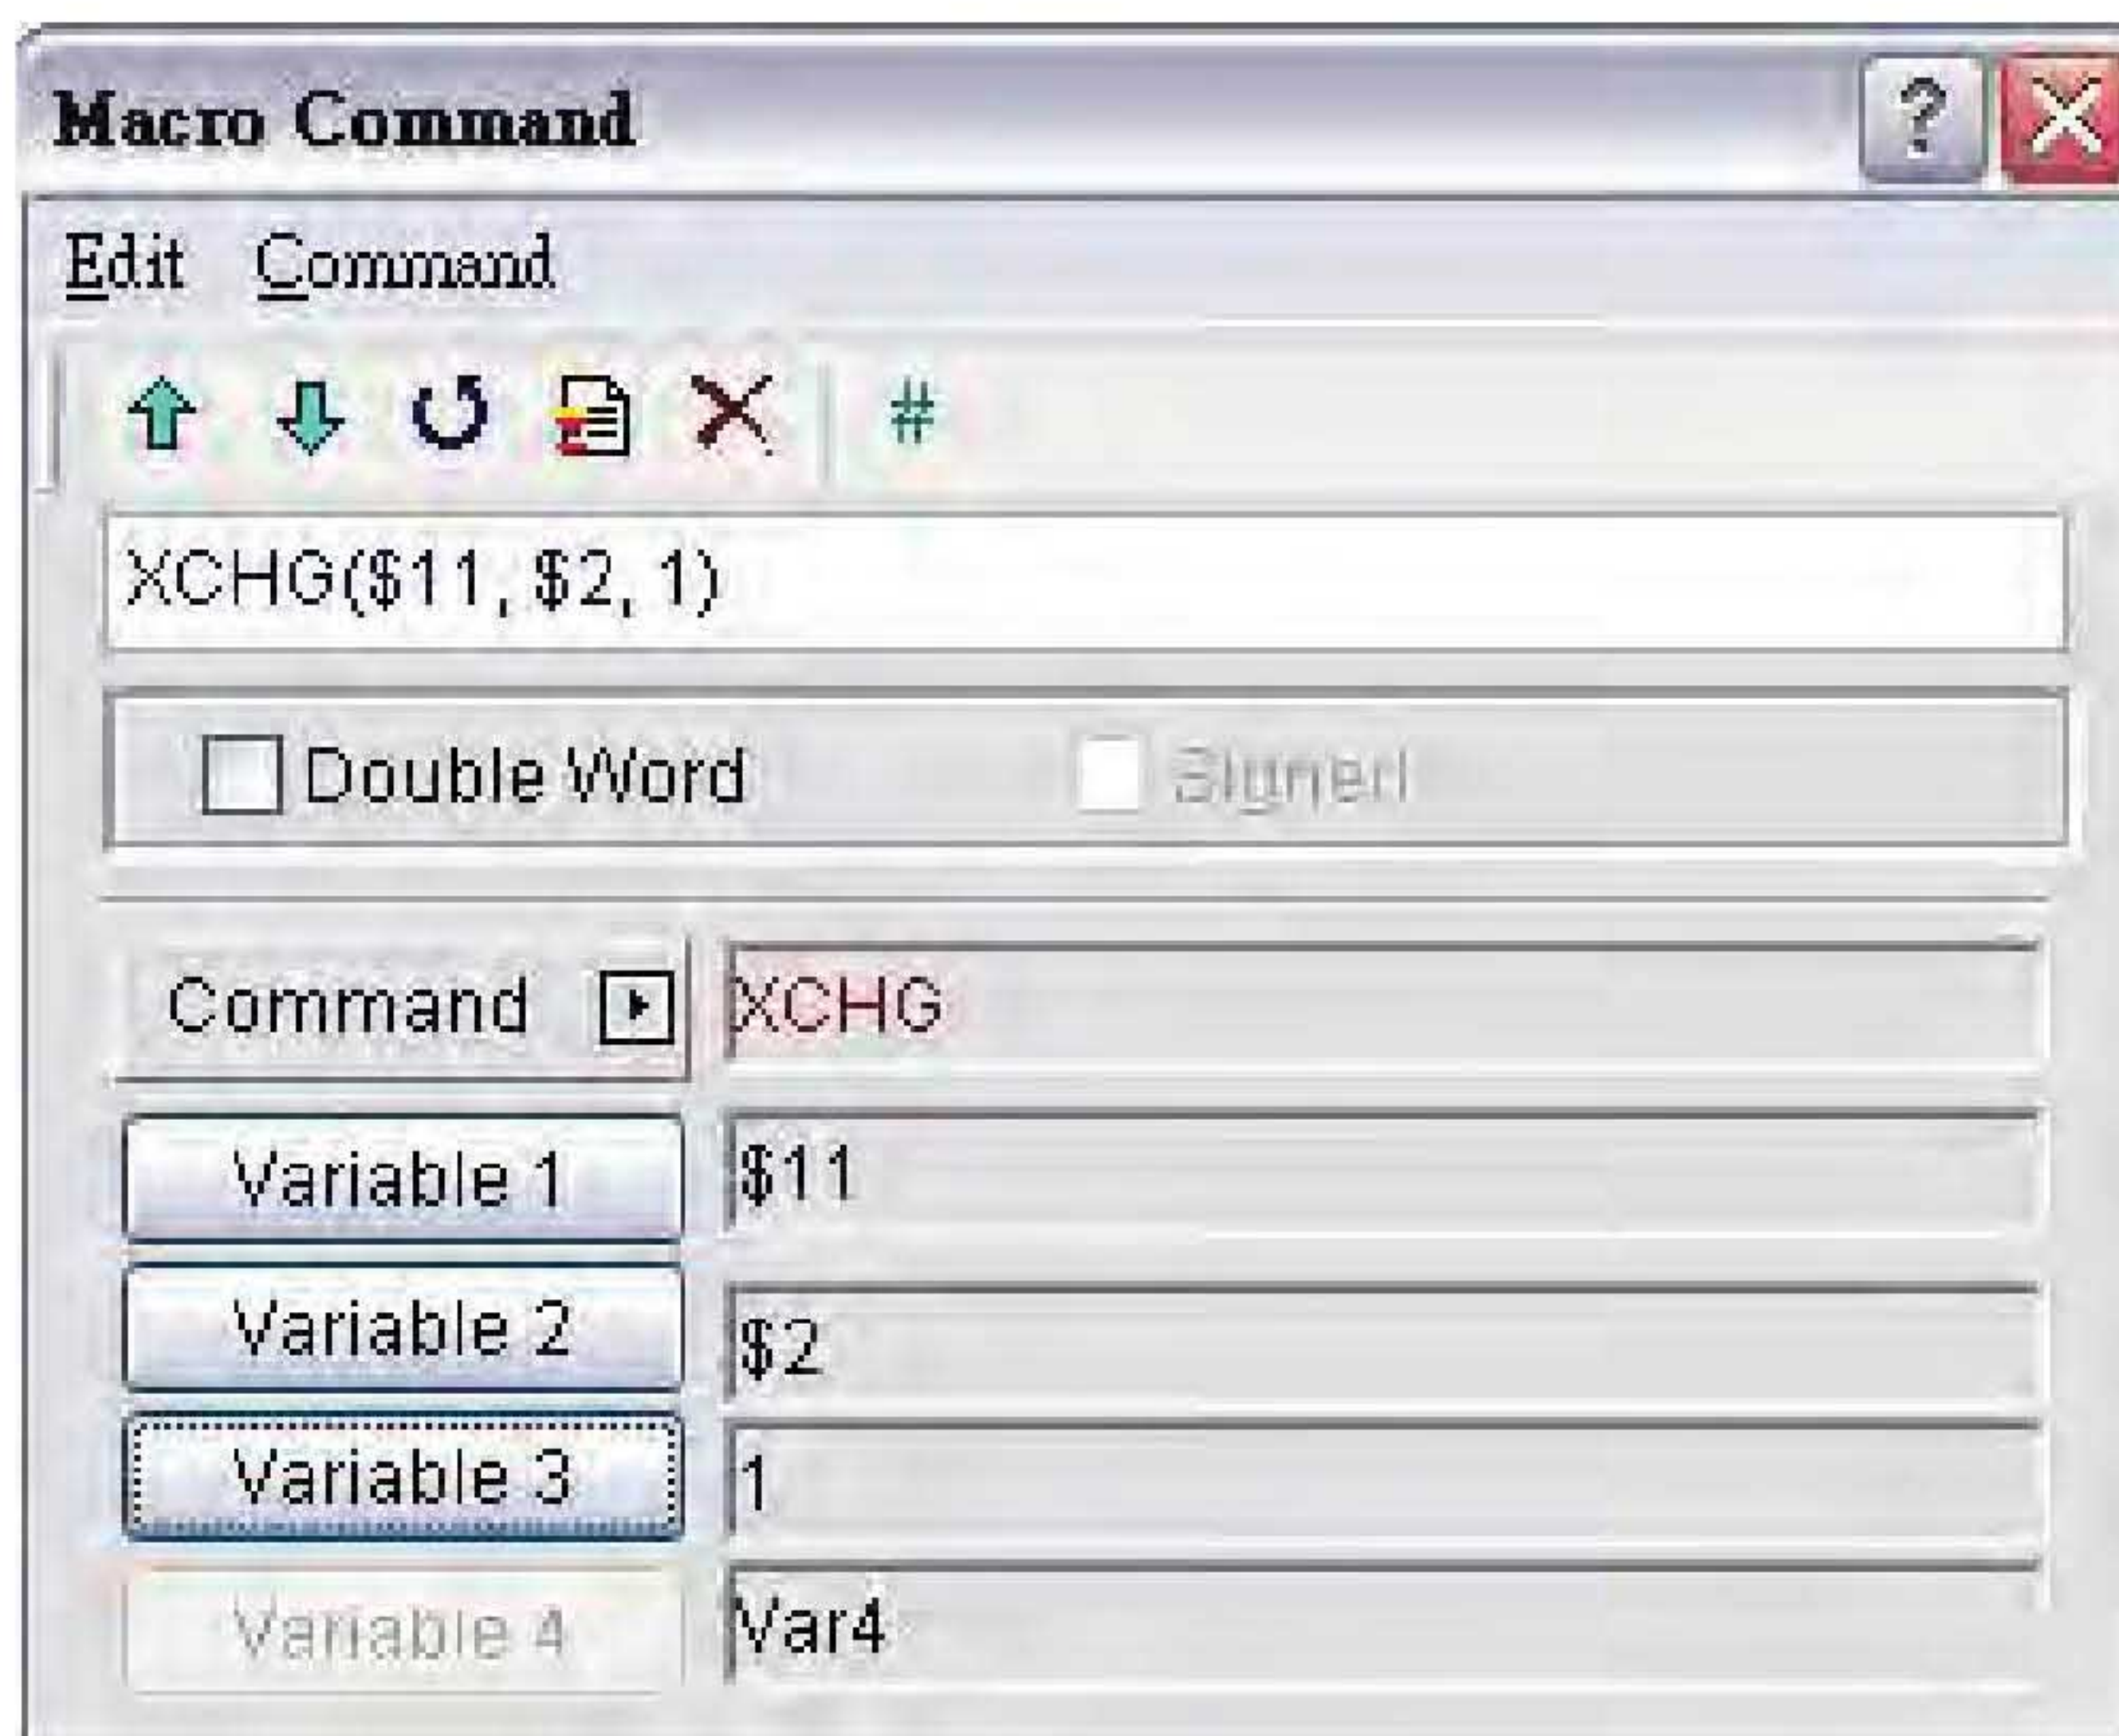 Macro Command
?
Edit Command
#
XCHG($11, $2, 1)
Double Word Signed
Command XCHG
Variable 1 $11
Variable 2 $2
Variable 3 1
Variable 4 Var4